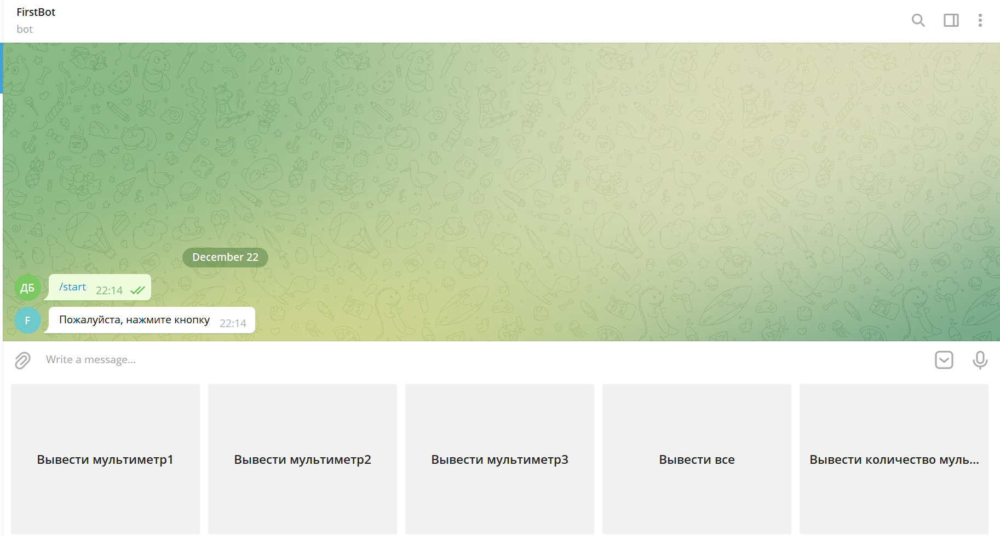 FirstBot
bot
December 22
ДБ
/start 22:14
F
Пожалуйста, нажмите кнопку 22:14
Write a message...
Вывести мультиметр1
Вывести мультиметр2
Вывести мультиметр3
Вывести все
Вывести количество муль...